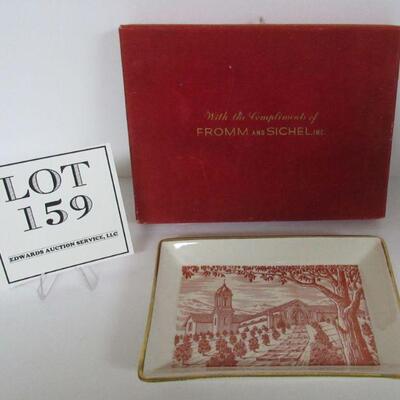 With the Compliments of
FROMM AND SICHEL, INC.
LOT
159
EDWARDS AUCTION SERVICE, LLC